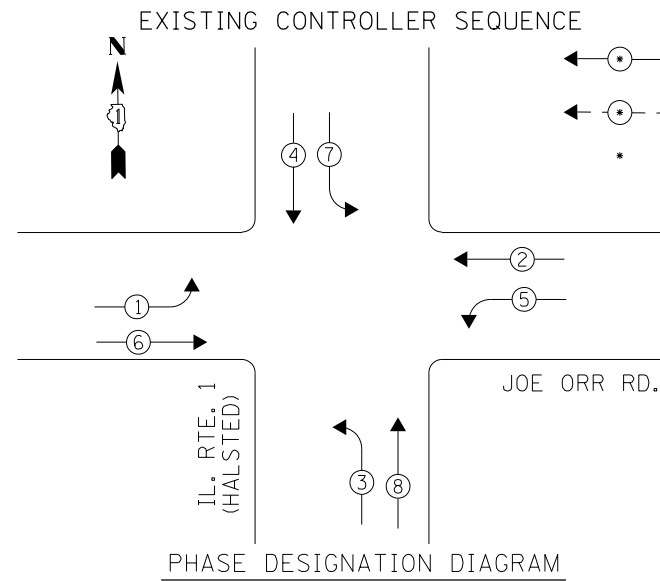 EXISTING CONTROLLER SEQUENCE
N
1
*
*
*
4 7
2
5
1
6
JOE ORR RD.
IL. RTE. 1
(HALSTED)
3 8
PHASE DESIGNATION DIAGRAM